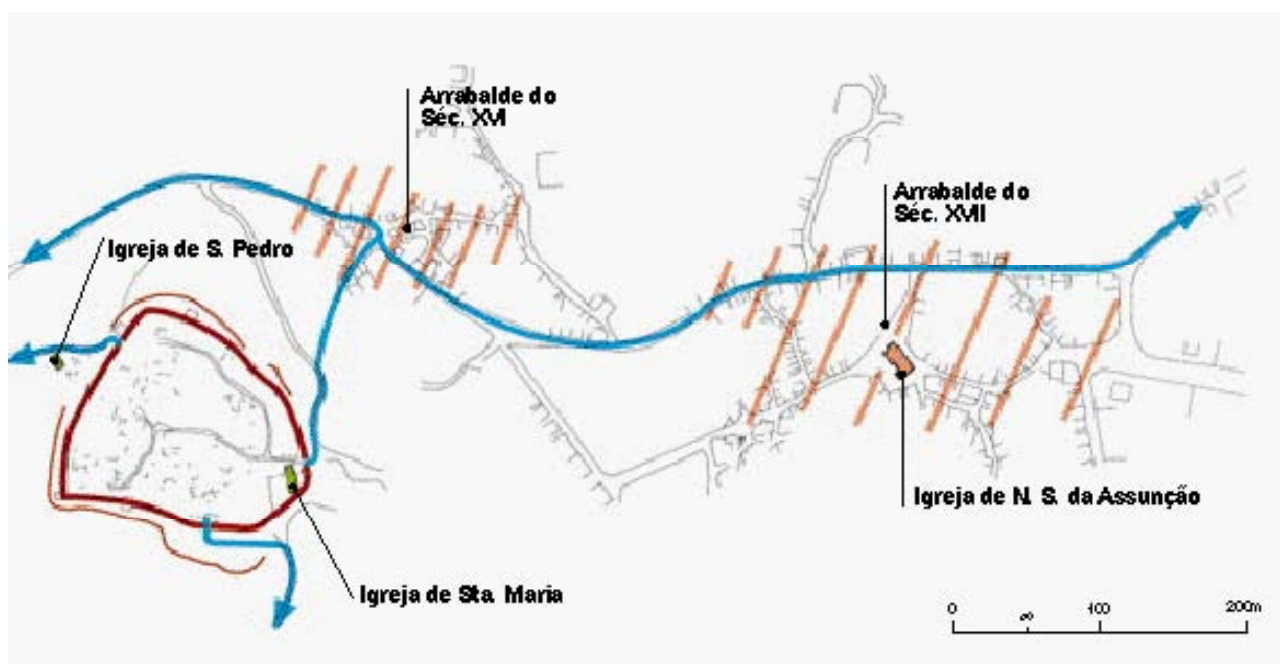 Arrabalde do
Séc. XVI
Arrabalde do
Séc. XVII
Igreja de S. Pedro
Igreja de N. S. da Assunção
Igreja de Sta. Maria
0 50 100 200m